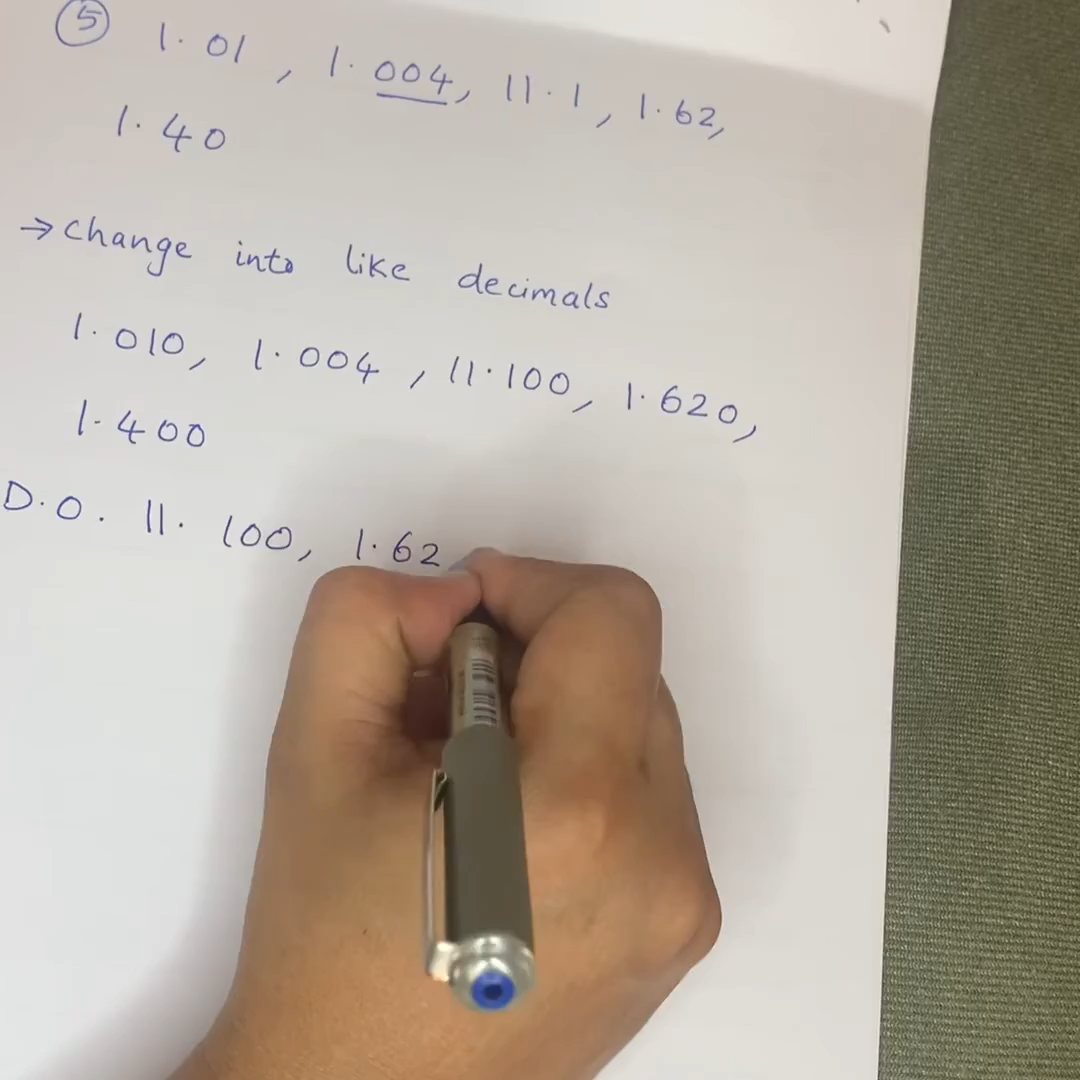 ⑤ 1.01, 1.004, 11.1, 1.62,
1.40
→ Change into like decimals
1.010, 1.004, 11.100, 1.620,
1.400
D.O. 11.100, 1.62